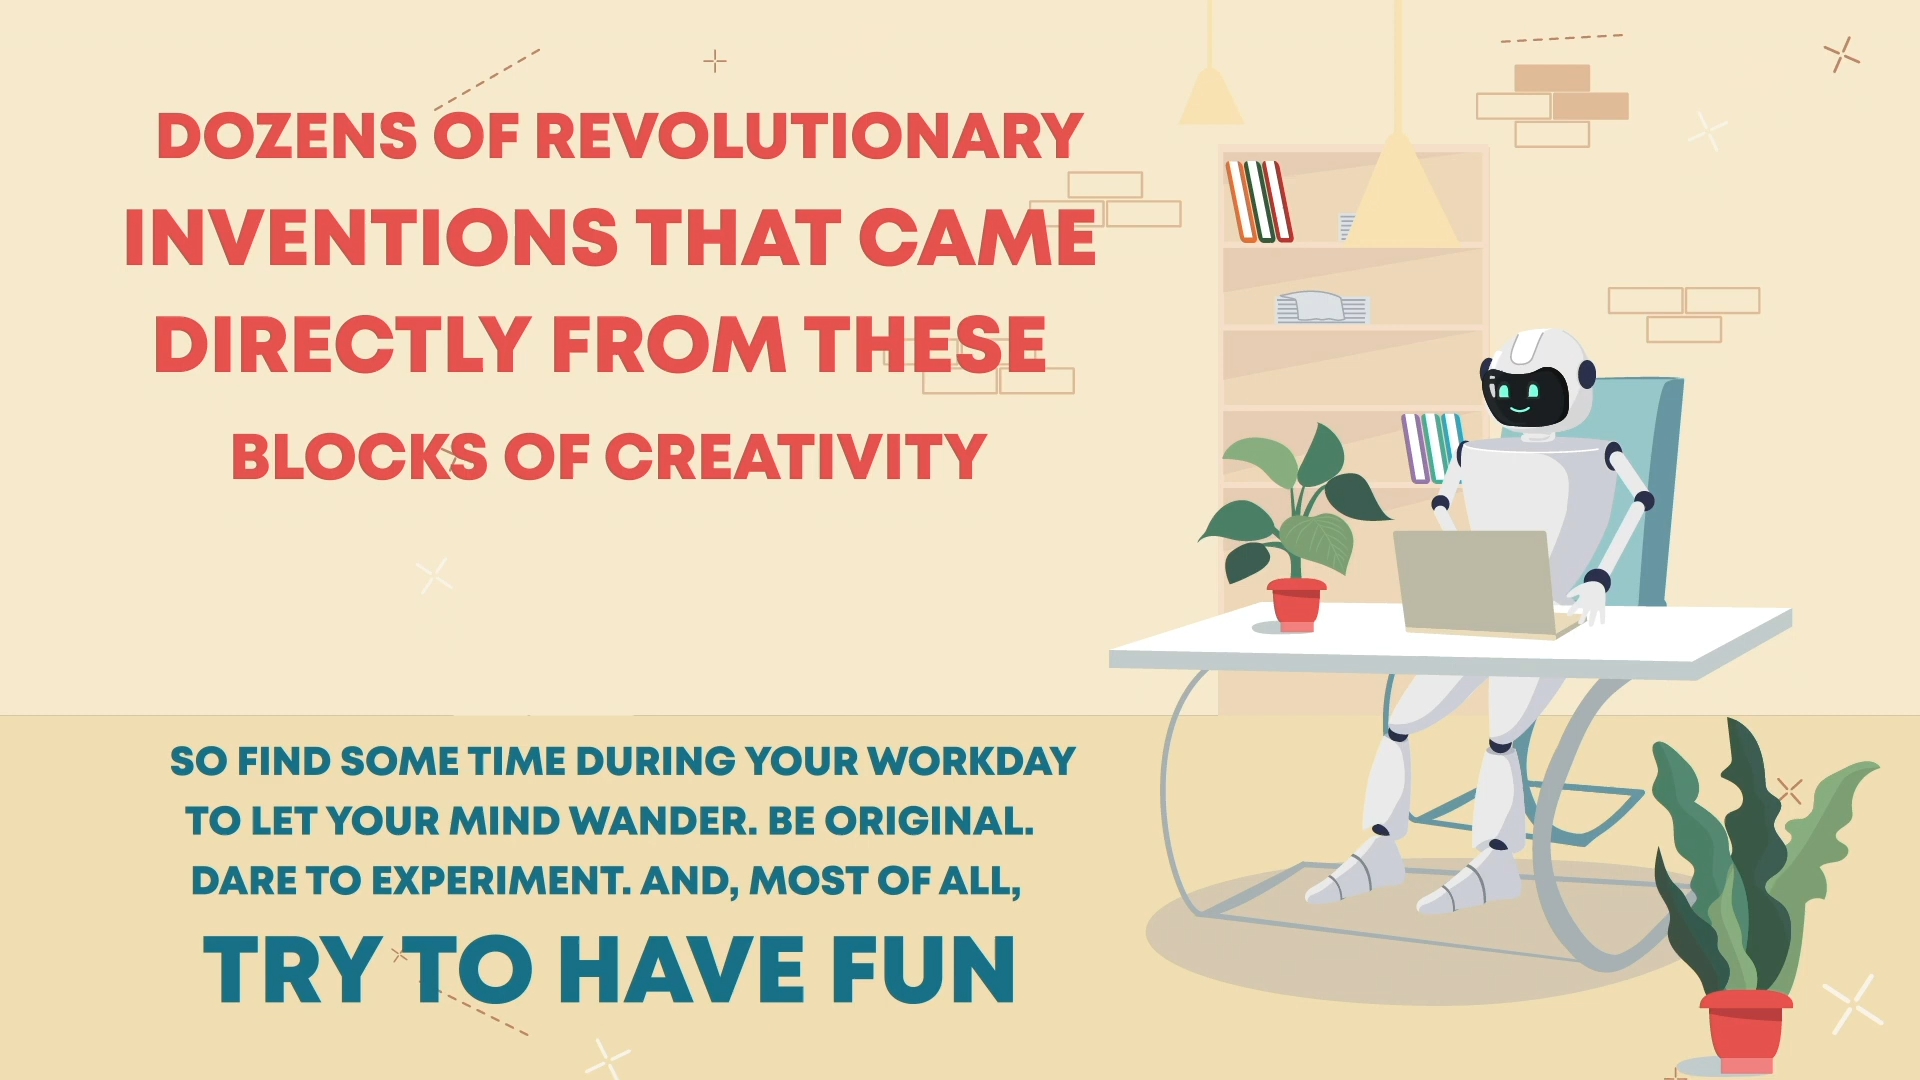 DOZENS OF REVOLUTIONARY
INVENTIONS THAT CAME
DIRECTLY FROM THESE
BLOCKS OF CREATIVITY
SO FIND SOME TIME DURING YOUR WORKDAY
TO LET YOUR MIND WANDER. BE ORIGINAL.
DARE TO EXPERIMENT. AND, MOST OF ALL,
TRY TO HAVE FUN